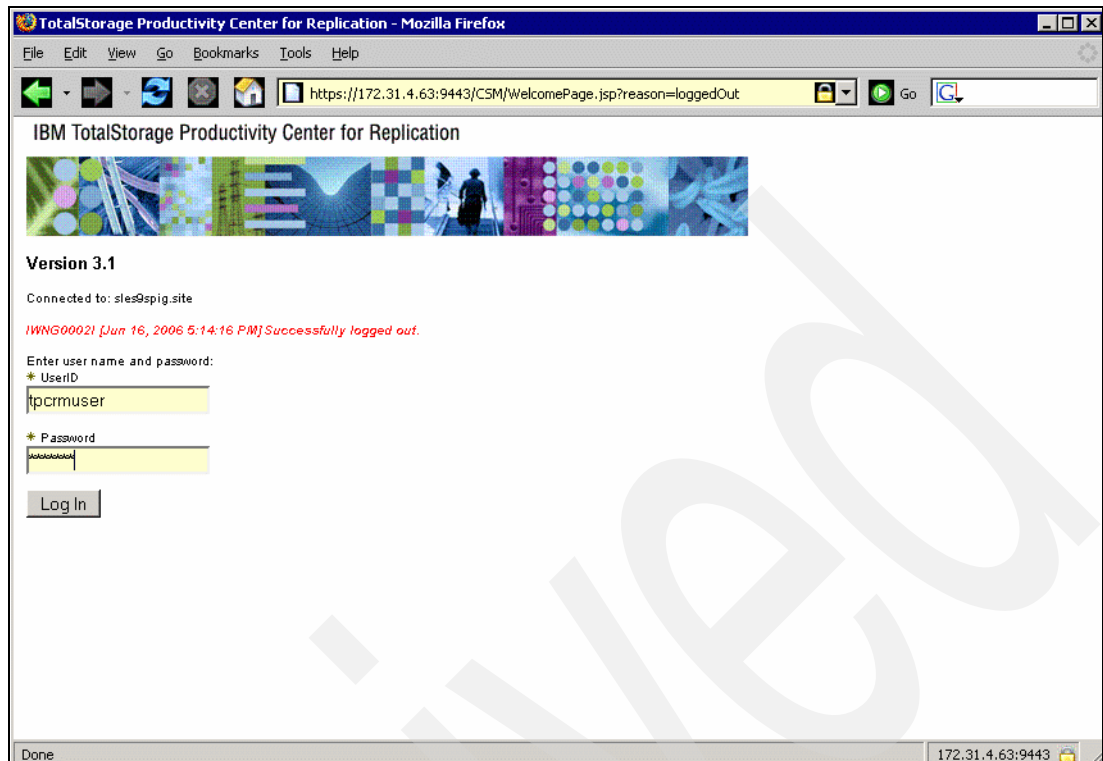 TotalStorage Productivity Center for Replication - Mozilla Firefox
File Edit View Go Bookmarks Tools Help
https://172.31.4.63:9443/CSM/WelcomePage.jsp?reason=loggedOut Go G
IBM TotalStorage Productivity Center for Replication
Version 3.1
Connected to: sles9spig.site
IWNG0002I [Jun 16, 2006 5:14:16 PM] Successfully logged out.
Enter user name and password:
* UserID
tpcrmuser
* Password
********
Log In
ived
Done 172.31.4.63:9443